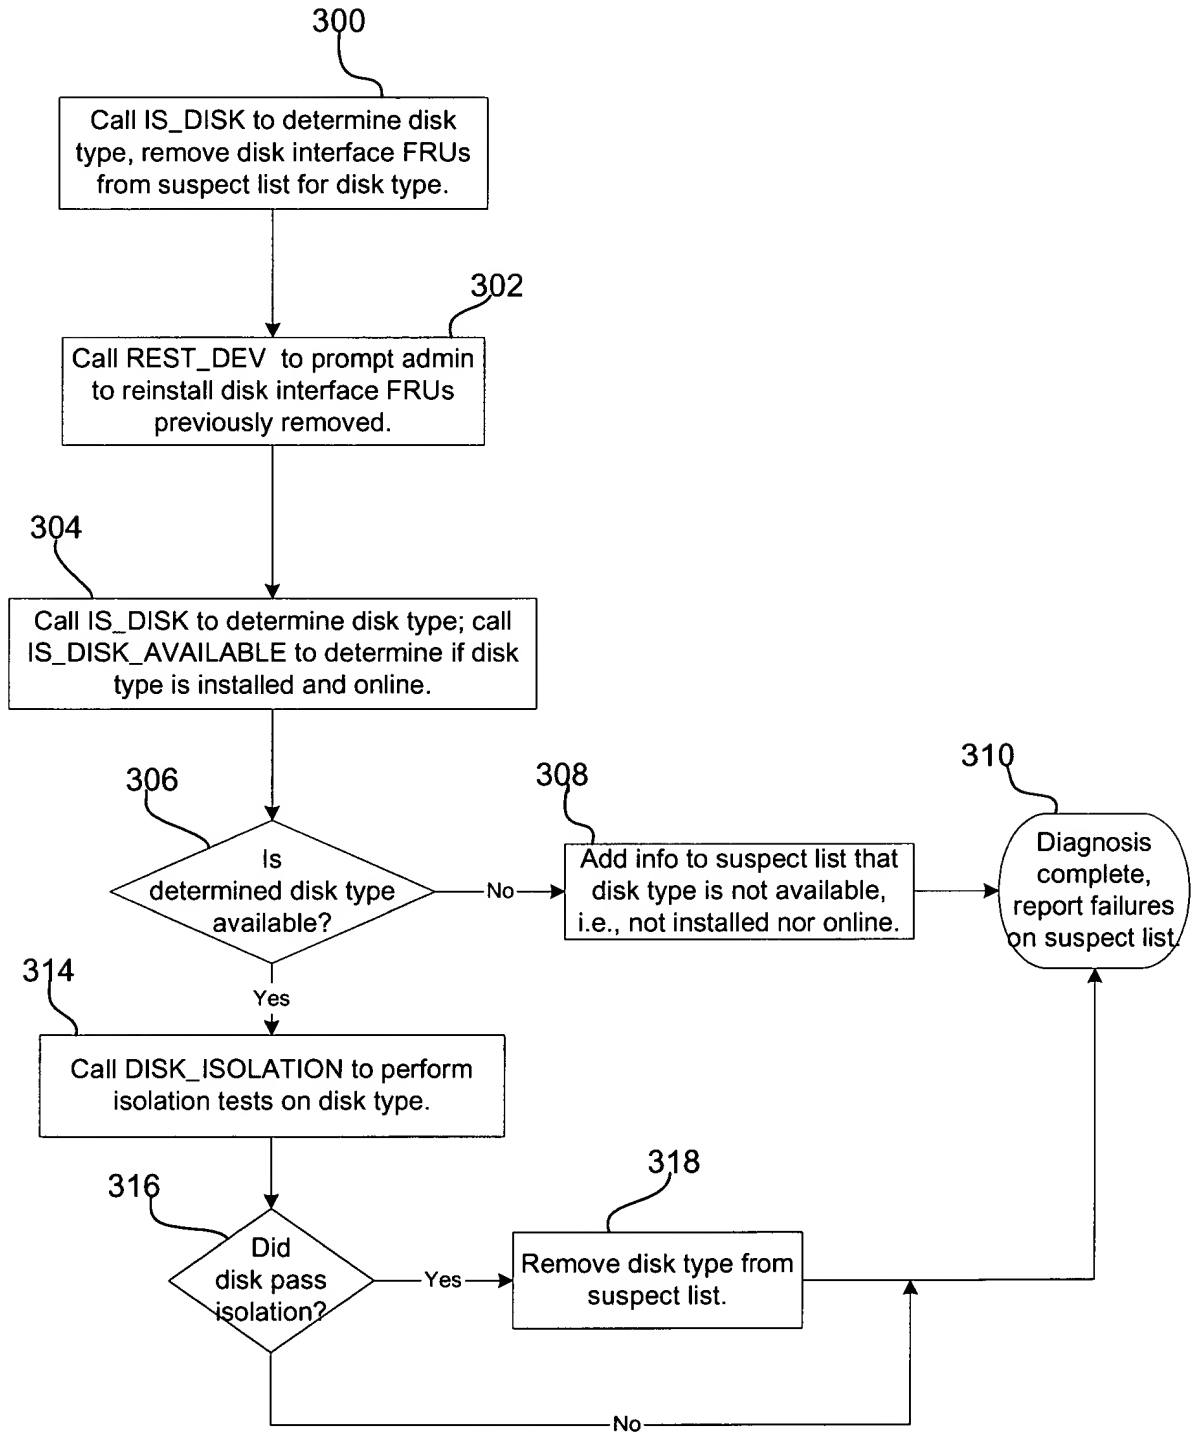 300
Call IS_DISK to determine disk
type, remove disk interface FRUs
from suspect list for disk type.
302
Call REST_DEV to prompt admin
to reinstall disk interface FRUs
previously removed.
304
Call IS_DISK to determine disk type; call
IS_DISK_AVAILABLE to determine if disk
type is installed and online.
306
Is
determined disk type
available?
No
308
Add info to suspect list that
disk type is not available,
i.e., not installed nor online.
310
Diagnosis
complete,
report failures
on suspect list.
Yes
314
Call DISK_ISOLATION to perform
isolation tests on disk type.
316
Did
disk pass
isolation?
Yes
318
Remove disk type from
suspect list.
No